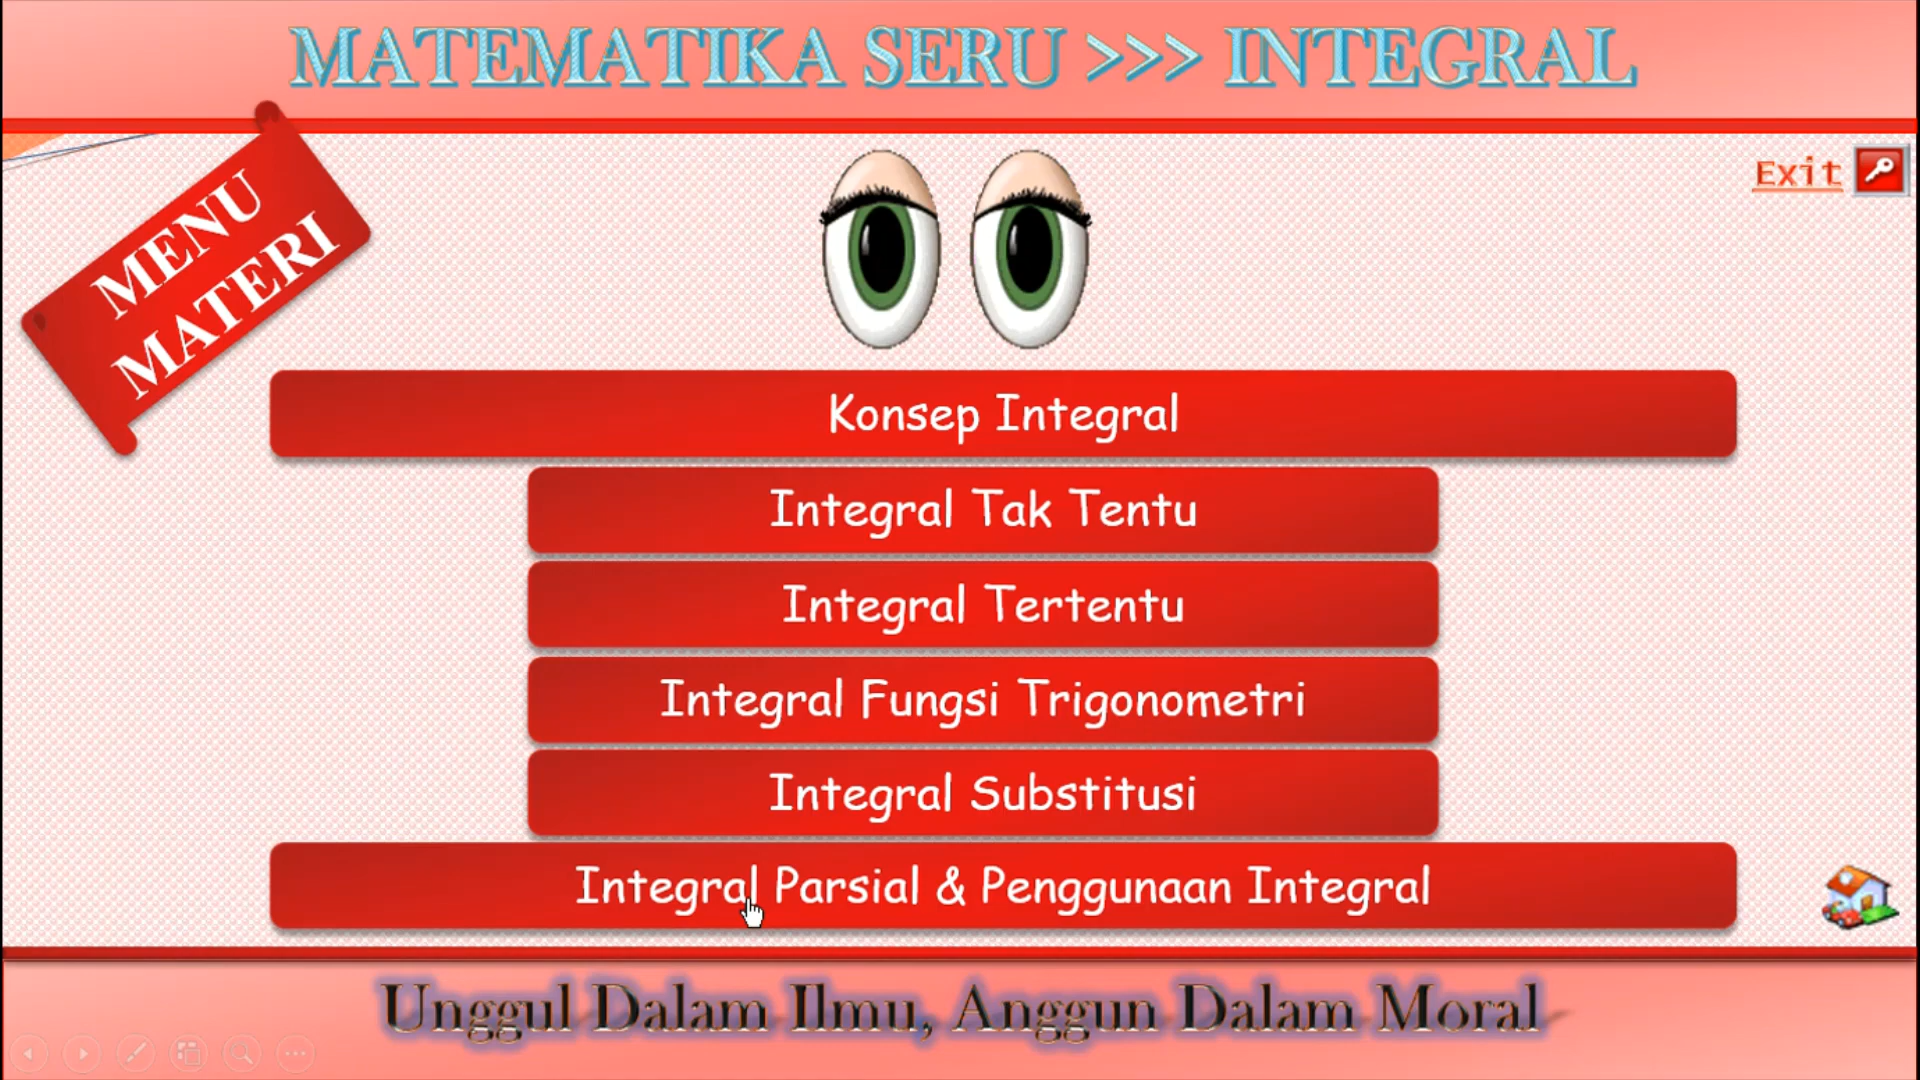 MATEMATIKA SERU >>> INTEGRAL
MENU
MATERI
Exit
Konsep Integral
Integral Tak Tentu
Integral Tertentu
Integral Fungsi Trigonometri
Integral Substitusi
Integral Parsial & Penggunaan Integral
Unggul Dalam Ilmu, Anggun Dalam Moral